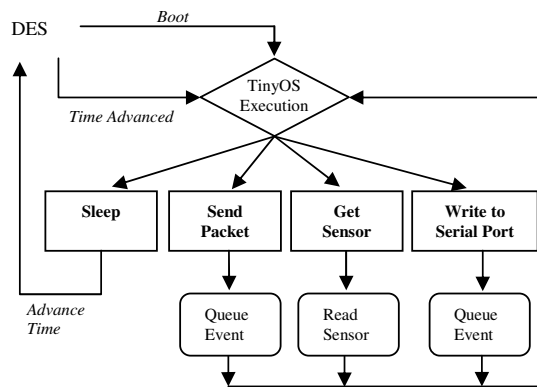 Boot
DES
TinyOS
Execution
Time Advanced
Sleep
Send
Packet
Get
Sensor
Write to
Serial Port
Advance
Time
Queue
Event
Read
Sensor
Queue
Event